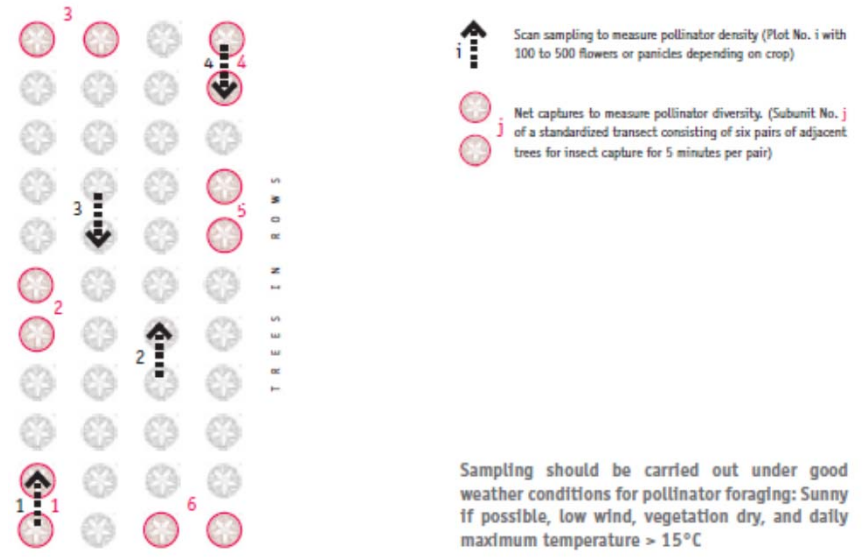 3
4 4
3
5
2
2
1 1
6
TREES IN ROWS
i
Scan sampling to measure pollinator density (Plot No. i with
100 to 500 flowers or panicles depending on crop)
j
Net captures to measure pollinator diversity. (Subunit No. j
of a standardized transect consisting of six pairs of adjacent
trees for insect capture for 5 minutes per pair)
Sampling should be carried out under good
weather conditions for pollinator foraging: Sunny
if possible, low wind, vegetation dry, and daily
maximum temperature > 15°C